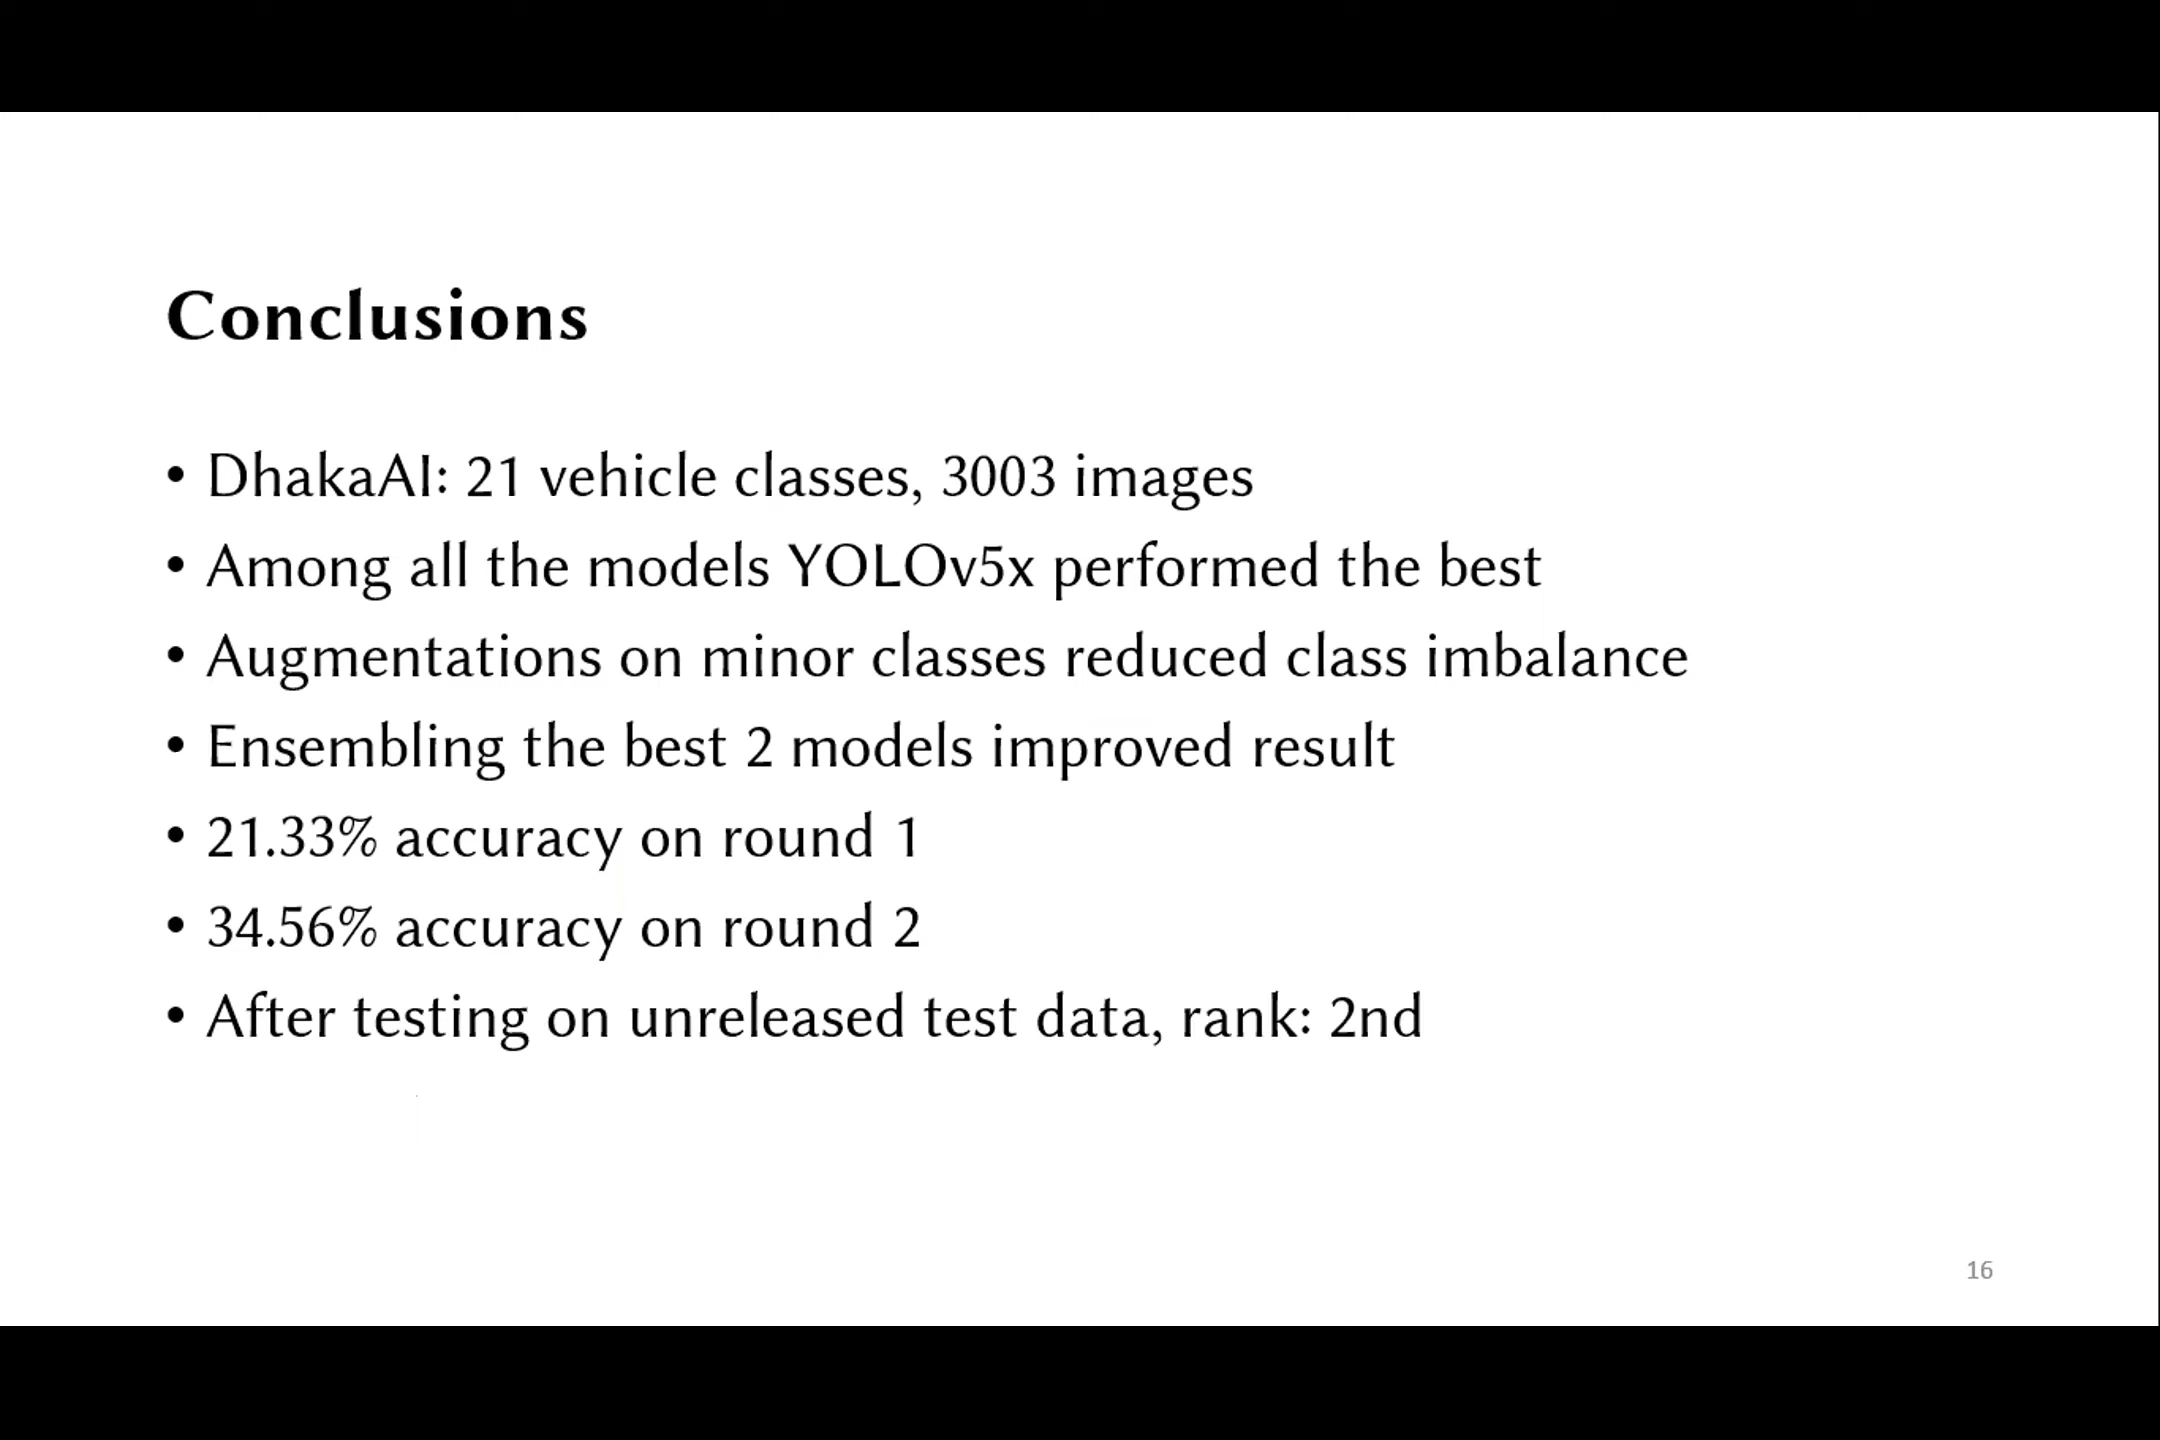 Conclusions
• DhakaAI: 21 vehicle classes, 3003 images
• Among all the models YOLOv5x performed the best
• Augmentations on minor classes reduced class imbalance
• Ensembling the best 2 models improved result
• 21.33% accuracy on round 1
• 34.56% accuracy on round 2
• After testing on unreleased test data, rank: 2nd
16